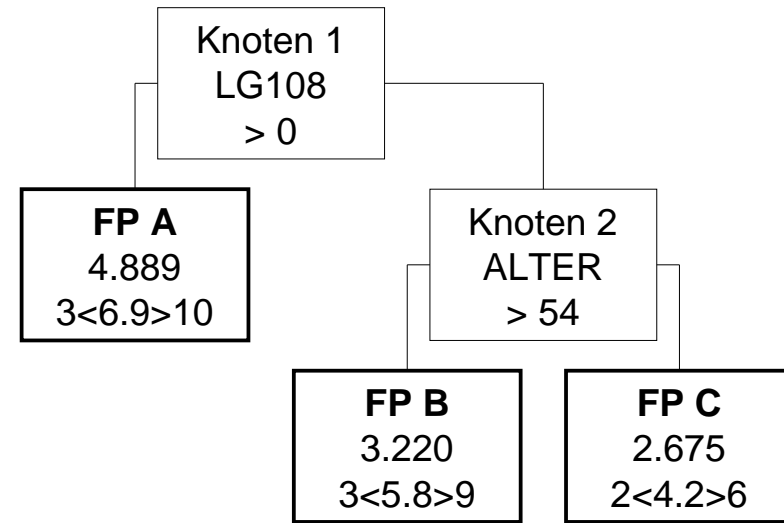 Knoten 1
LG108
> 0
FP A
4.889
3<6.9>10
Knoten 2
ALTER
> 54
FP B
3.220
3<5.8>9
FP C
2.675
2<4.2>6